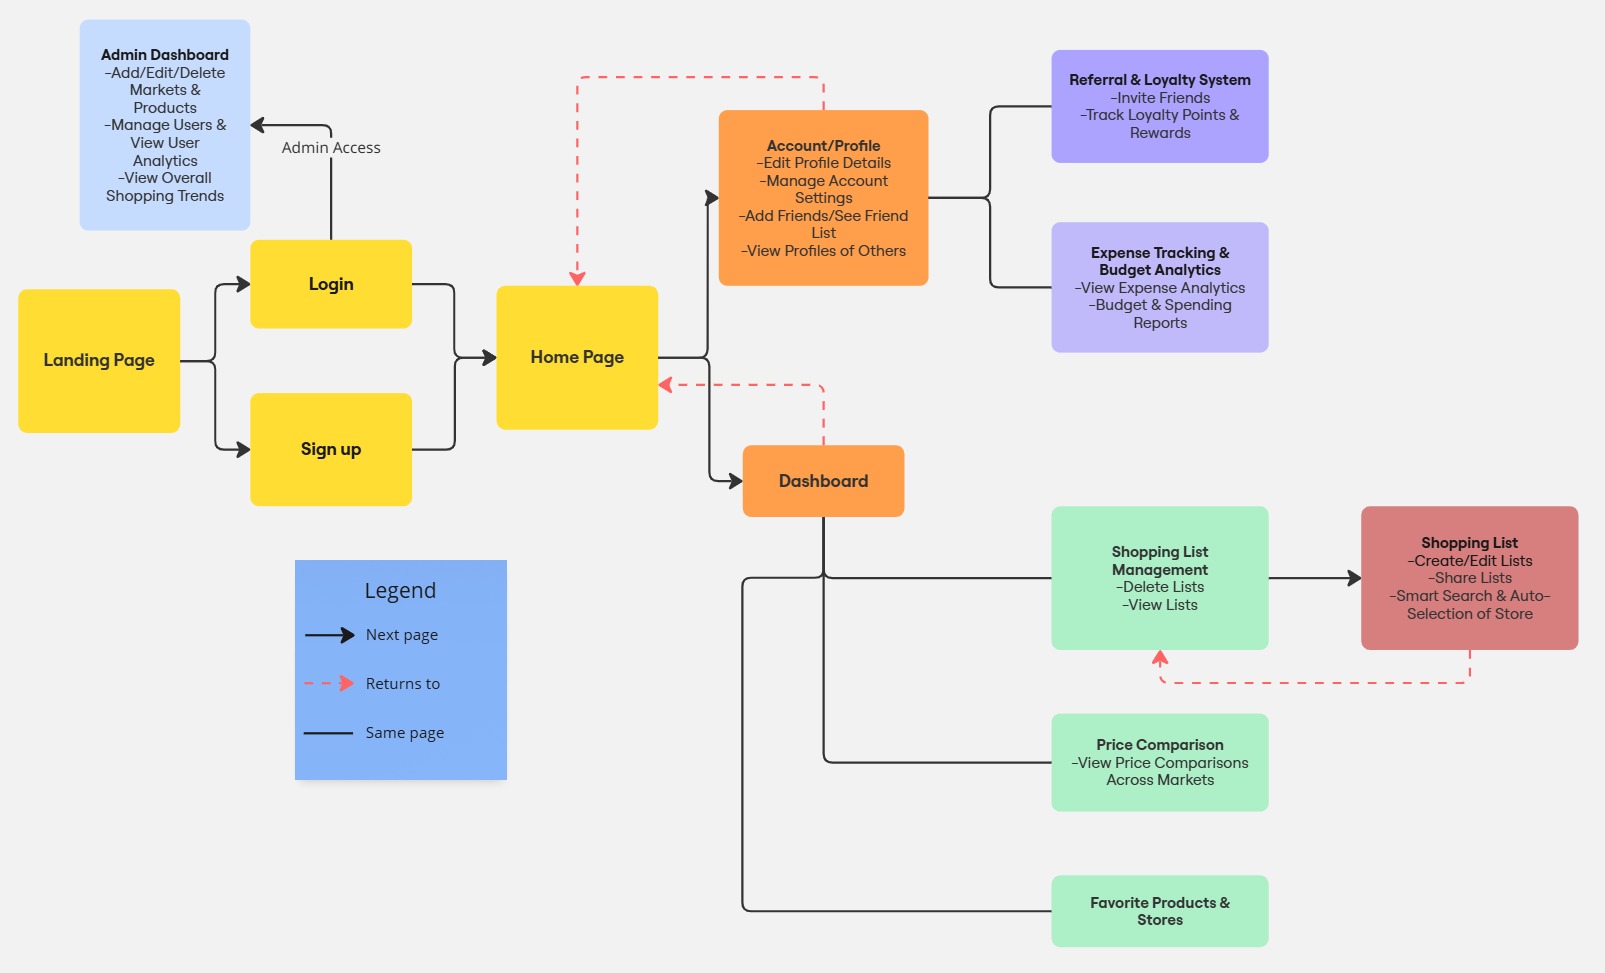 Admin Dashboard
-Add/Edit/Delete
Markets &
Products
-Manage Users &
View User
Analytics
-View Overall
Shopping Trends
Admin Access
Landing Page
Login
Sign up
Home Page
Account/Profile
-Edit Profile Details
-Manage Account
Settings
-Add Friends/See Friend
List
-View Profiles of Others
Referral & Loyalty System
-Invite Friends
-Track Loyalty Points &
Rewards
Expense Tracking &
Budget Analytics
-View Expense Analytics
-Budget & Spending
Reports
Dashboard
Shopping List
Management
-Delete Lists
-View Lists
Shopping List
-Create/Edit Lists
-Share Lists
-Smart Search & Auto-
Selection of Store
Price Comparison
-View Price Comparisons
Across Markets
Favorite Products &
Stores
Legend
Next page
Returns to
Same page